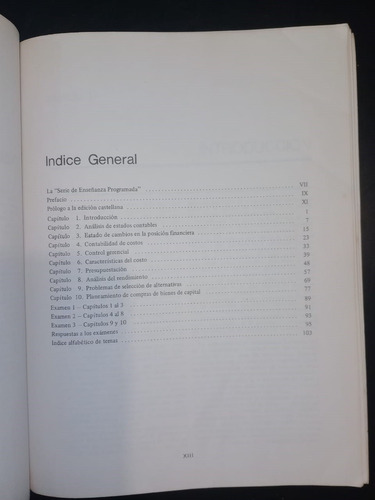 Indice General
La "Serie de Enseñanza Programada" VII
Prefacio IX
Prólogo a la edición castellana XI
Capítulo 1. Introducción 1
Capítulo 2. Análisis de estados contables 7
Capítulo 3. Estado de cambios en la posición financiera 15
Capítulo 4. Contabilidad de costos 23
Capítulo 5. Control gerencial 33
Capítulo 6. Características del costo 39
Capítulo 7. Presupuestación 48
Capítulo 8. Análisis del rendimiento 57
Capítulo 9. Problemas de selección de alternativas 69
Capítulo 10. Planeamiento de compras de bienes de capital 77
Examen 1 – Capítulos 1 al 3 89
Examen 2 – Capítulos 4 al 8 91
Examen 3 – Capítulos 9 y 10 93
Respuestas a los exámenes 95
Indice alfabético de temas 103
XIII